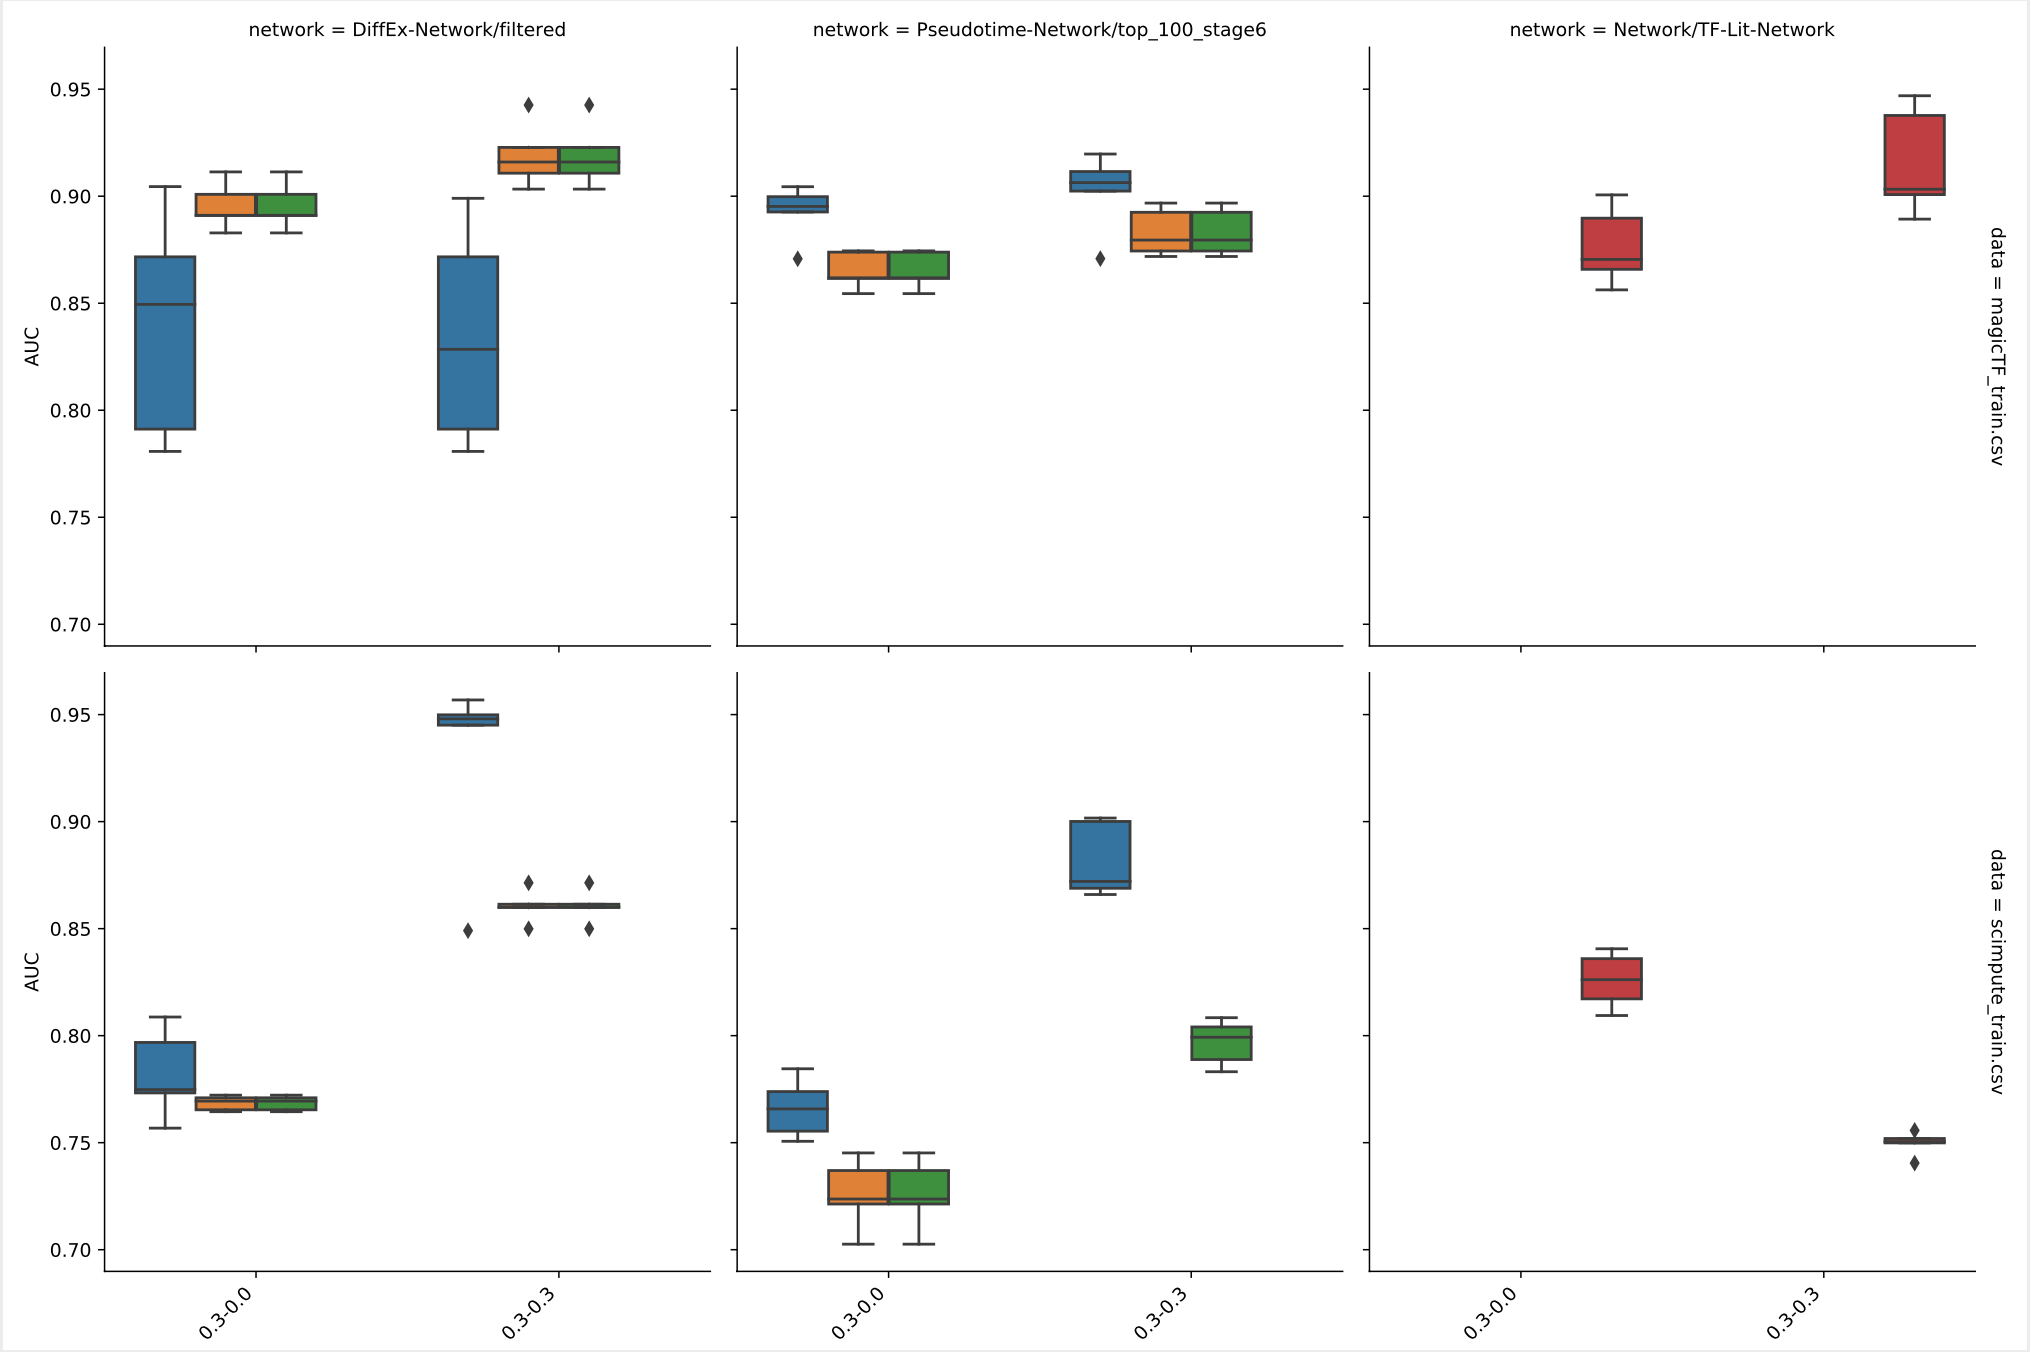 network = DiffEx-Network/filtered
network = Pseudotime-Network/top_100_stage6
network = Network/TF-Lit-Network
0.95
0.90
0.85
0.80
0.75
0.70
AUC
data = magicTF_train.csv
0.95
0.90
0.85
0.80
0.75
0.70
AUC
data = scimpute_train.csv
0.3-0.0
0.3-0.3
0.3-0.0
0.3-0.3
0.3-0.0
0.3-0.3